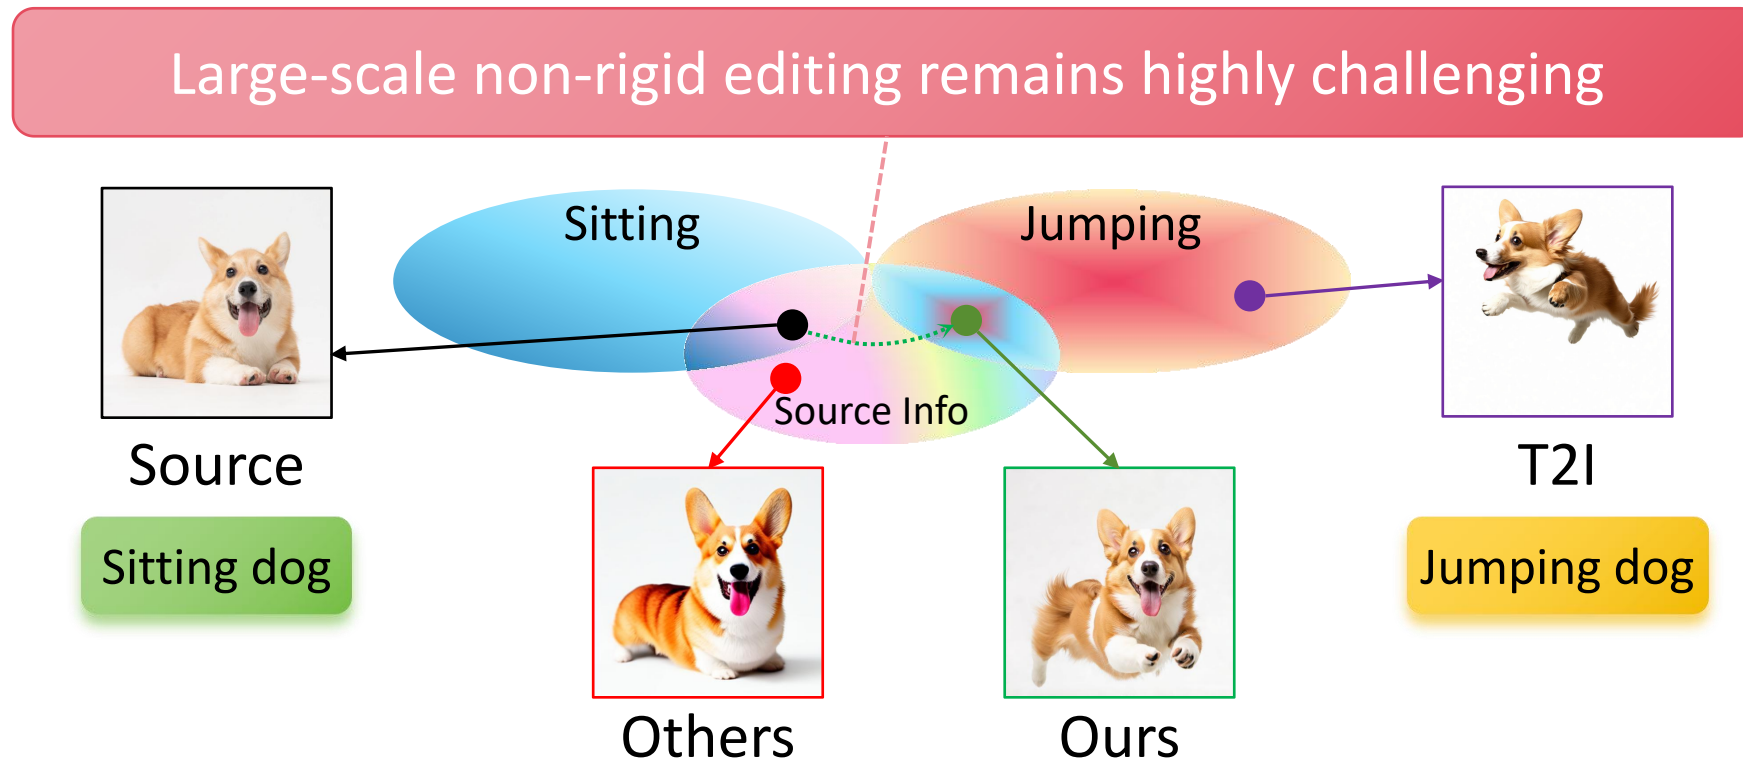 Large-scale non-rigid editing remains highly challenging
Sitting
Jumping
Source Info
Source
T2I
Sitting dog
Jumping dog
Others
Ours